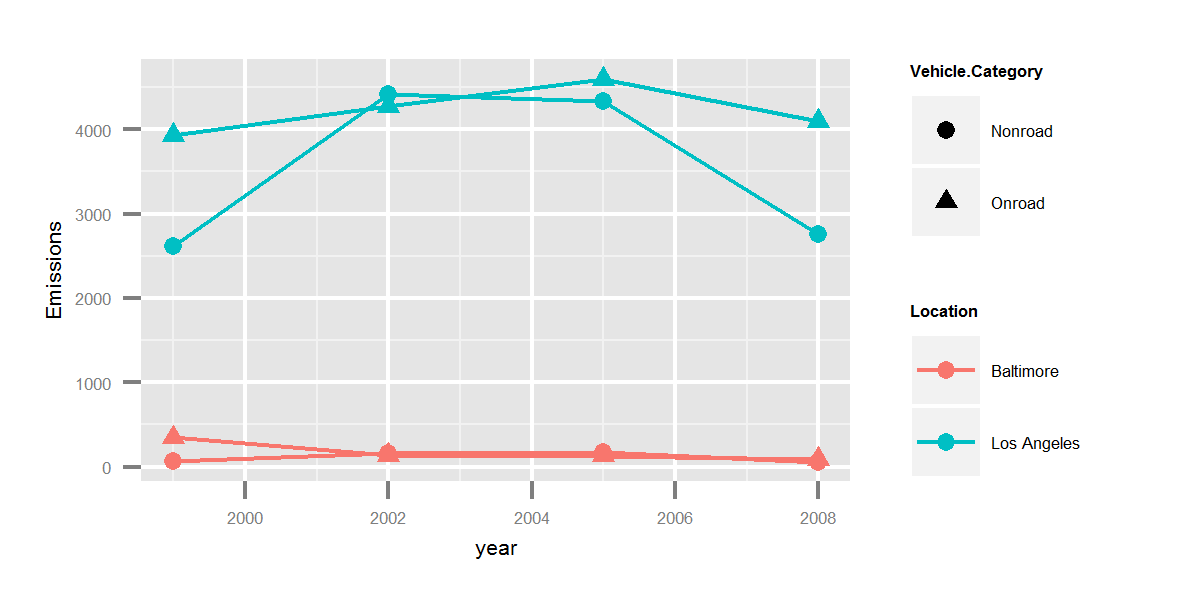 Emissions
4000
3000
2000
1000
0
2000 2002 2004 2006 2008
year
Vehicle.Category
Nonroad
Onroad
Location
Baltimore
Los Angeles